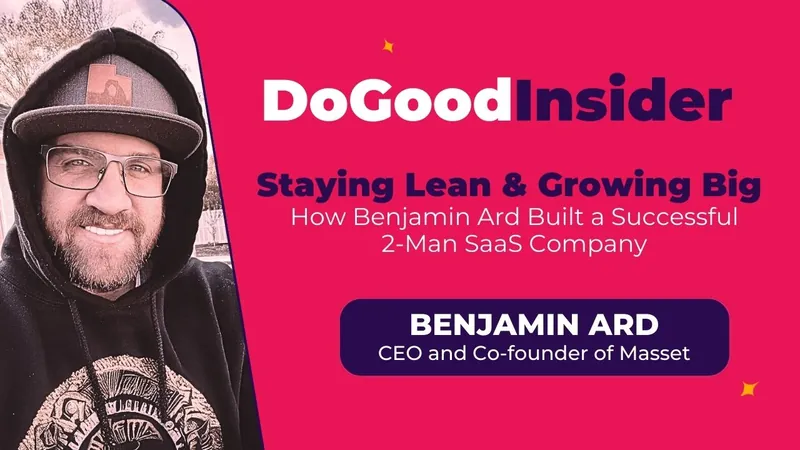 DoGoodInsider
Staying Lean & Growing Big
How Benjamin Ard Built a Successful
2-Man SaaS Company
BENJAMIN ARD
CEO and Co-founder of Masset